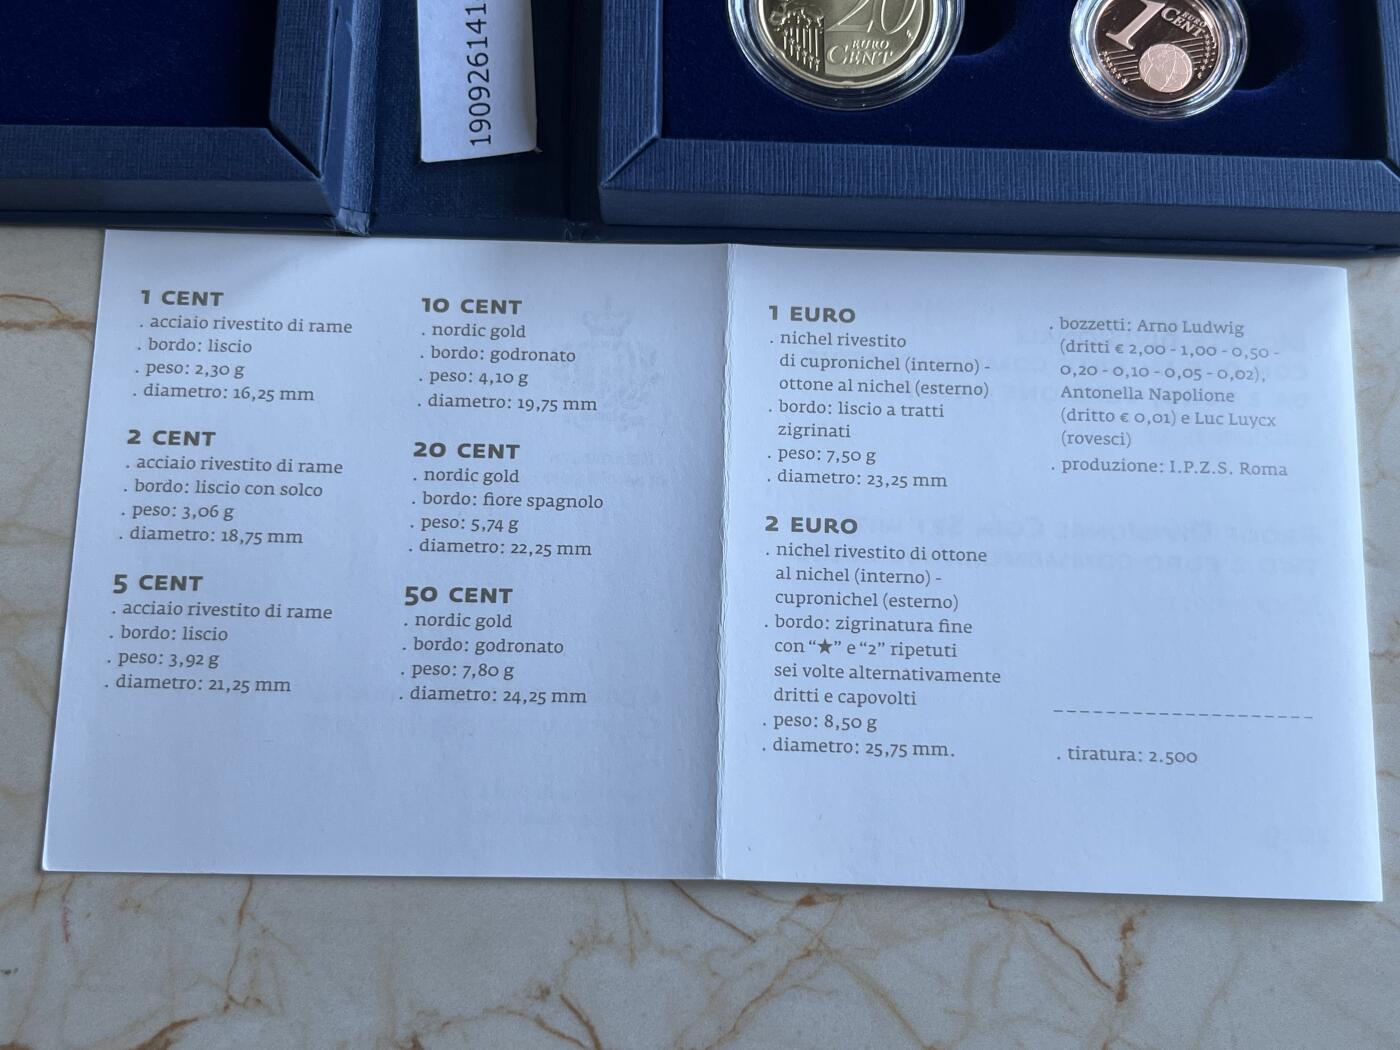 19092614
20
EURO
CENT
1
EURO
CENT
1 CENT
. acciaio rivestito di rame
. bordo: liscio
. peso: 2,30 g
. diametro: 16,25 mm
2 CENT
. acciaio rivestito di rame
. bordo: liscio con solco
. peso: 3,06 g
. diametro: 18,75 mm
5 CENT
. acciaio rivestito di rame
. bordo: liscio
. peso: 3,92 g
. diametro: 21,25 mm
10 CENT
. nordic gold
. bordo: godronato
. peso: 4,10 g
. diametro: 19,75 mm
20 CENT
. nordic gold
. bordo: fiore spagnolo
. peso: 5,74 g
. diametro: 22,25 mm
50 CENT
. nordic gold
. bordo: godronato
. peso: 7,80 g
. diametro: 24,25 mm
1 EURO
. nichel rivestito
di cupronichel (interno) -
ottone al nichel (esterno)
. bordo: liscio a tratti
zigrinati
. peso: 7,50 g
. diametro: 23,25 mm
2 EURO
. nichel rivestito di ottone
al nichel (interno) -
cupronichel (esterno)
. bordo: zigrinatura fine
con “★” e “2” ripetuti
sei volte alternativamente
dritti e capovolti
. peso: 8,50 g
. diametro: 25,75 mm.
. bozzetti: Arno Ludwig
(dritti € 2,00 - 1,00 - 0,50 -
0,20 - 0,10 - 0,05 - 0,02),
Antonella Napolione
(dritto € 0,01) e Luc Luycx
(rovesci)
. produzione: I.P.Z.S. Roma
. tiratura: 2.500